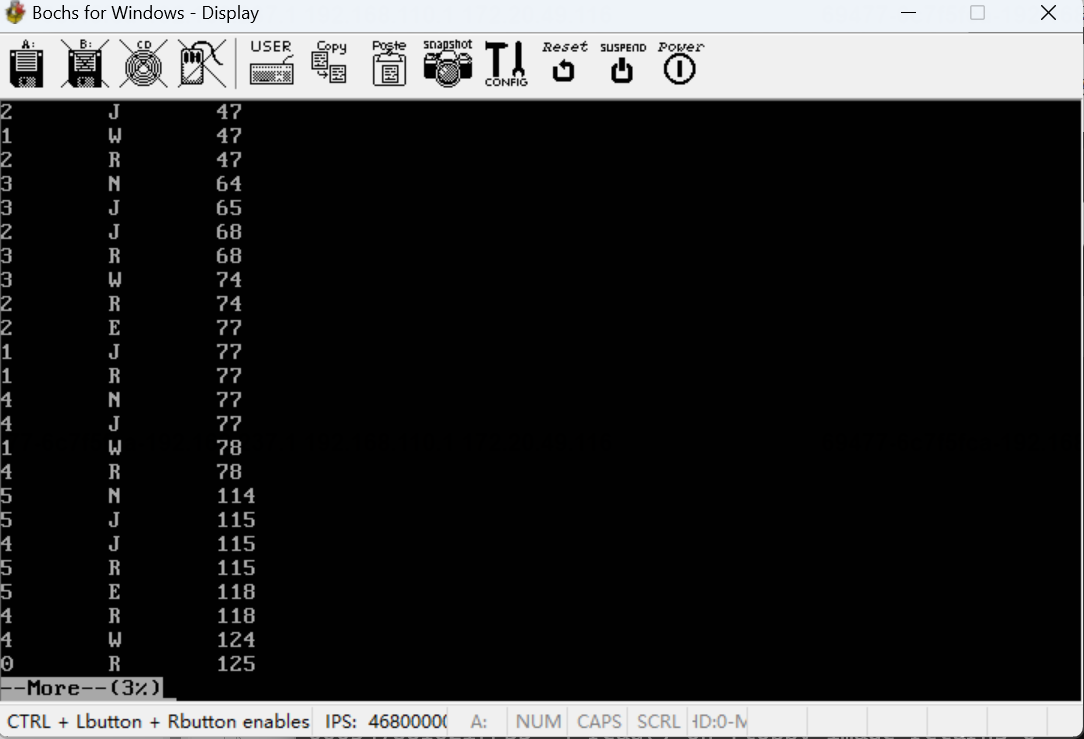 Bochs for Windows - Display
A: B: CD USER Copy Poste snapshot CONFIG Reset SUSPEND Power
2 J 47
1 W 47
2 R 47
3 N 64
3 J 65
2 J 68
3 R 68
3 W 74
2 R 74
2 E 77
1 J 77
1 R 77
4 N 77
4 J 77
1 W 78
4 R 78
5 N 114
5 J 115
4 J 115
5 R 115
5 E 118
4 R 118
4 W 124
0 R 125
--More--(3%)
CTRL + Lbutton + Rbutton enables IPS: 4680000 A: NUM CAPS SCRL HD:0-M